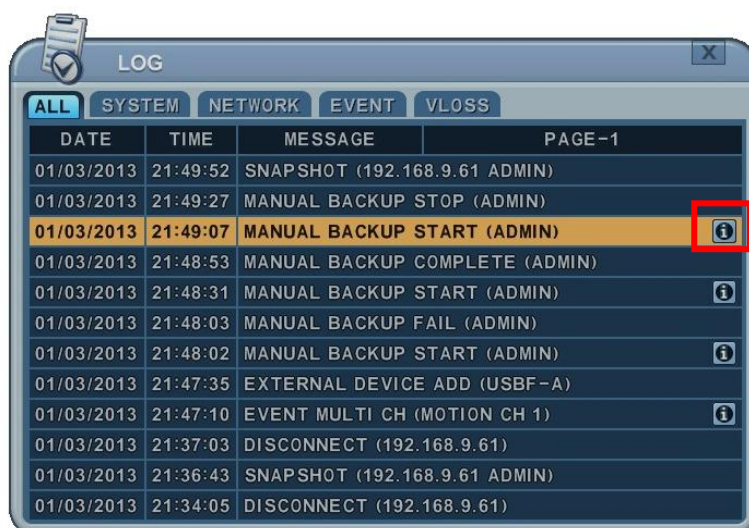 LOG X
ALL SYSTEM NETWORK EVENT VLOSS
DATE TIME MESSAGE PAGE-1
01/03/2013 21:49:52 SNAPSHOT (192.168.9.61 ADMIN)
01/03/2013 21:49:27 MANUAL BACKUP STOP (ADMIN)
01/03/2013 21:49:07 MANUAL BACKUP START (ADMIN)
01/03/2013 21:48:53 MANUAL BACKUP COMPLETE (ADMIN)
01/03/2013 21:48:31 MANUAL BACKUP START (ADMIN)
01/03/2013 21:48:03 MANUAL BACKUP FAIL (ADMIN)
01/03/2013 21:48:02 MANUAL BACKUP START (ADMIN)
01/03/2013 21:47:35 EXTERNAL DEVICE ADD (USBF-A)
01/03/2013 21:47:10 EVENT MULTI CH (MOTION CH 1)
01/03/2013 21:37:03 DISCONNECT (192.168.9.61)
01/03/2013 21:36:43 SNAPSHOT (192.168.9.61 ADMIN)
01/03/2013 21:34:05 DISCONNECT (192.168.9.61)